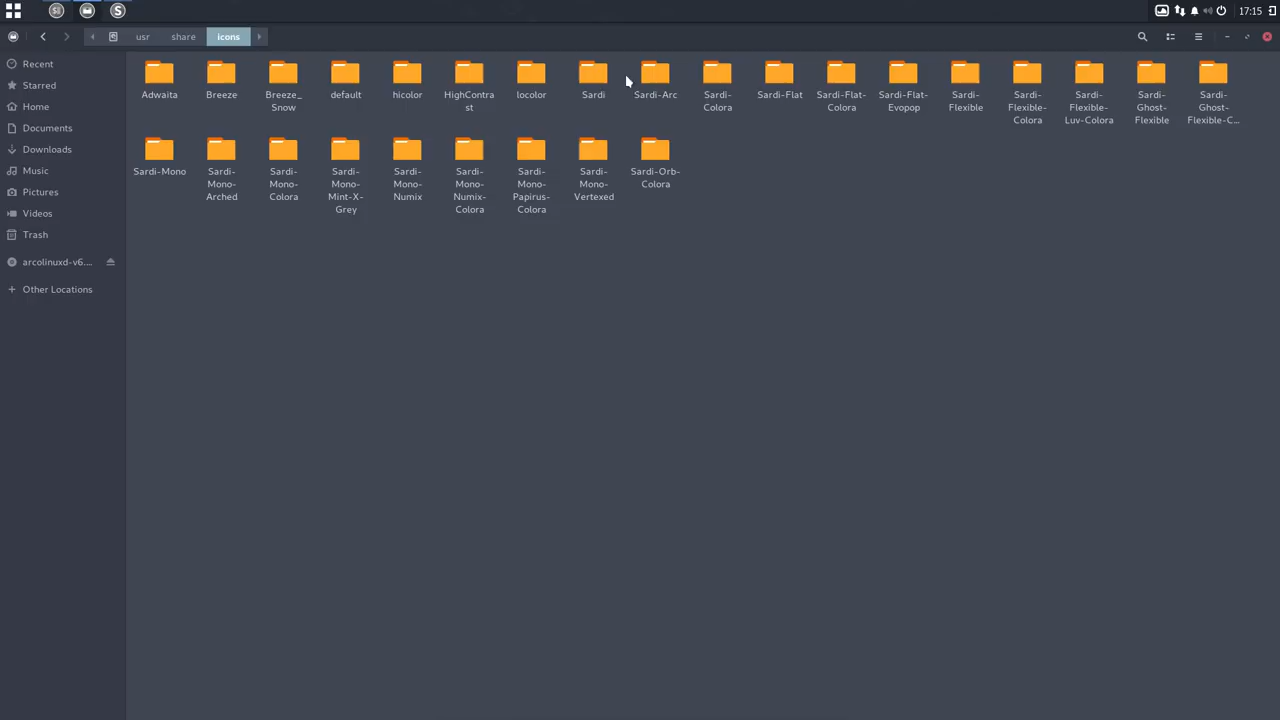 17:15
usr share icons
Recent
Starred
Home
Documents
Downloads
Music
Pictures
Videos
Trash
arcolinuxd-v6....
Other Locations
Adwaita
Breeze
Breeze_
Snow
default
hicolor
HighContra
st
locolor
Sardi
Sardi-Arc
Sardi-
Colora
Sardi-Flat
Sardi-Flat-
Colora
Sardi-Flat-
Evopop
Sardi-
Flexible
Sardi-
Flexible-
Colora
Sardi-
Flexible-
Luv-Colora
Sardi-
Ghost-
Flexible
Sardi-
Ghost-
Flexible-C...
Sardi-Mono
Sardi-
Mono-
Arched
Sardi-
Mono-
Colora
Sardi-
Mono-
Mint-X-
Grey
Sardi-
Mono-
Numix
Sardi-
Mono-
Numix-
Colora
Sardi-
Mono-
Papirus-
Colora
Sardi-
Mono-
Vertexed
Sardi-Orb-
Colora